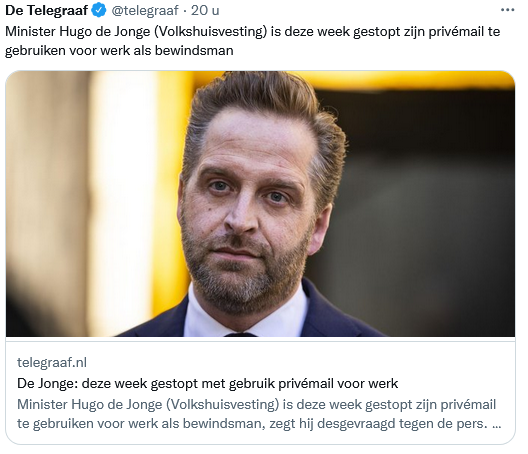 De Telegraaf @telegraaf · 20 u
Minister Hugo de Jonge (Volkshuisvesting) is deze week gestopt zijn privémail te
gebruiken voor werk als bewindsman
telegraaf.nl
De Jonge: deze week gestopt met gebruik privémail voor werk
Minister Hugo de Jonge (Volkshuisvesting) is deze week gestopt zijn privémail
te gebruiken voor werk als bewindsman, zegt hij desgevraagd tegen de pers. ...